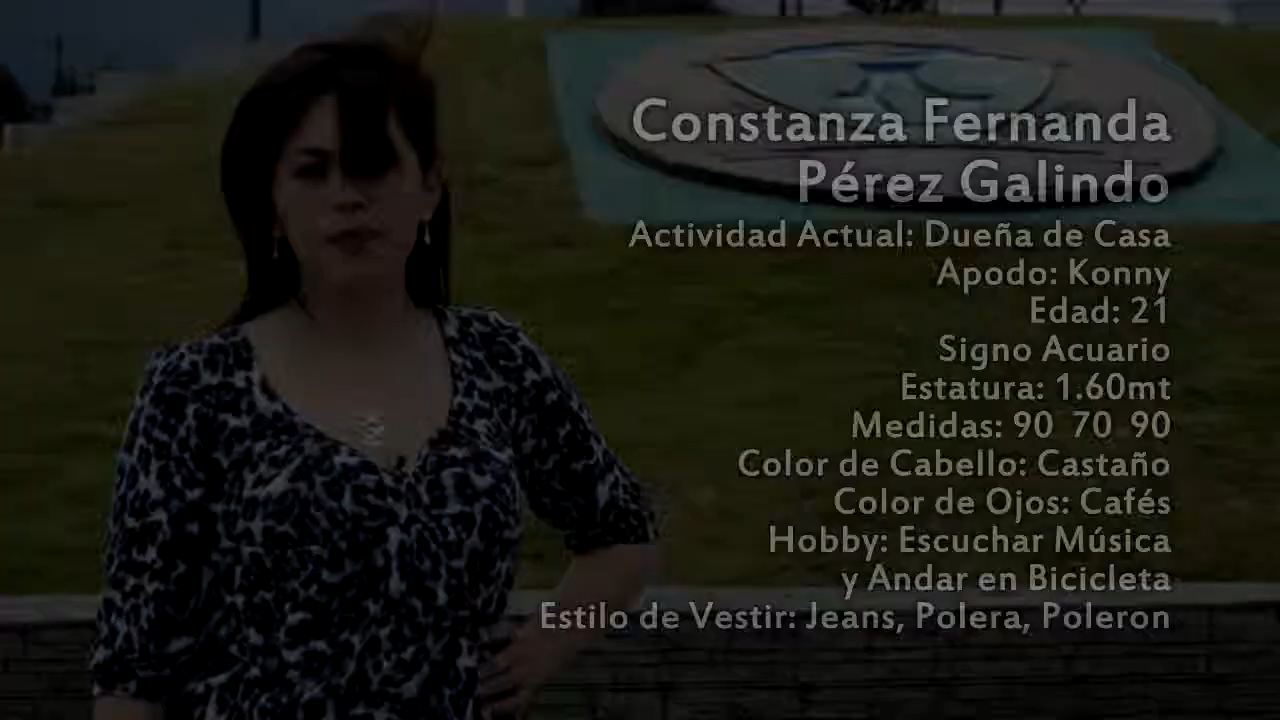 Constanza Fernanda
Pérez Galindo
Actividad Actual: Dueña de Casa
Apodo: Konny
Edad: 21
Signo Acuario
Estatura: 1.60mt
Medidas: 90 70 90
Color de Cabello: Castaño
Color de Ojos: Cafés
Hobby: Escuchar Música
y Andar en Bicicleta
Estilo de Vestir: Jeans, Polera, Poleron